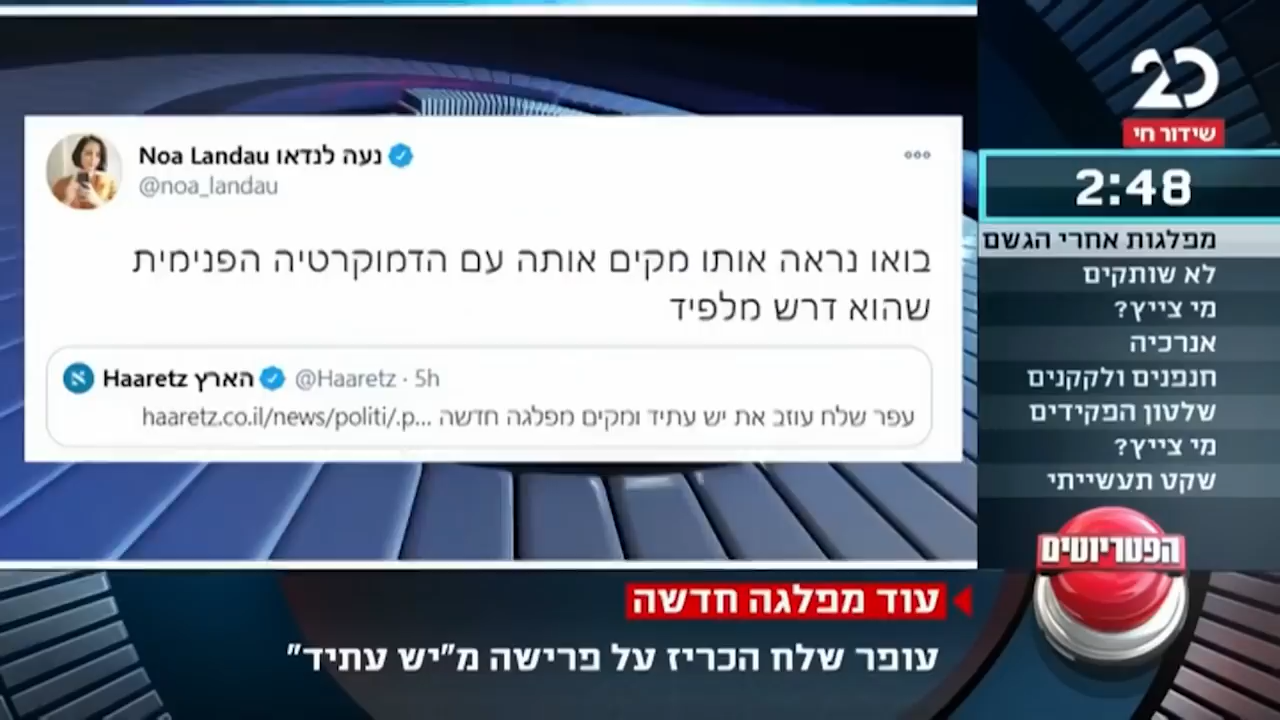 Noa Landau נעה לנדאו
@noa_landau
בואו נראה אותו מקים אותה עם הדמוקרטיה הפנימית
שהוא דרש מלפיד
Haaretz הארץ @Haaretz · 5h
עפר שלח עוזב את יש עתיד ומקים מפלגה חדשה haaretz.co.il/news/politi/.p...
20
שידור חי
2:48
מפלגות אחרי הגשם
לא שותקים
מי צייץ?
אנרכיה
חנפנים ולקקנים
שלטון הפקידים
מי צייץ?
שקט תעשייתי
הפטריוטים
עוד מפלגה חדשה
עופר שלח הכריז על פרישה מ"יש עתיד"